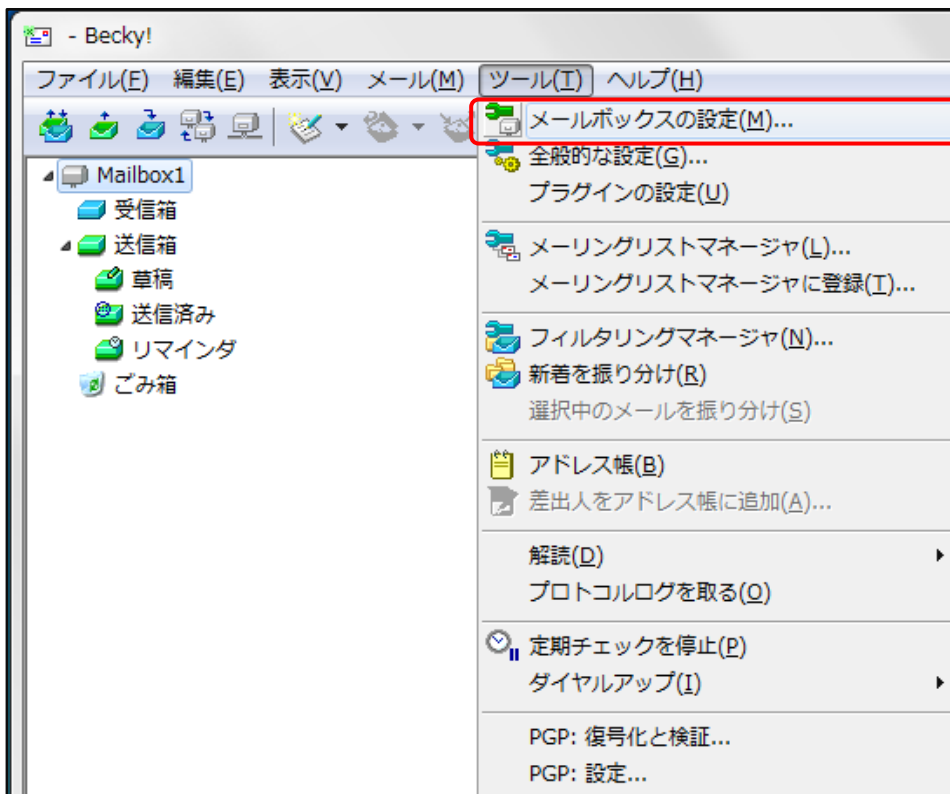 - Becky!
ファイル(F) 編集(E) 表示(V) メール(M) ツール(T) ヘルプ(H)
Mailbox1
受信箱
送信箱
草稿
送信済み
リマインダ
ごみ箱
メールボックスの設定(M)...
全般的な設定(G)...
プラグインの設定(U)
メーリングリストマネージャ(L)...
メーリングリストマネージャに登録(T)...
フィルタリングマネージャ(N)...
新着を振り分け(R)
選択中のメールを振り分け(S)
アドレス帳(B)
差出人をアドレス帳に追加(A)...
解読(D)
プロトコルログを取る(O)
定期チェックを停止(P)
ダイヤルアップ(I)
PGP: 復号化と検証...
PGP: 設定...